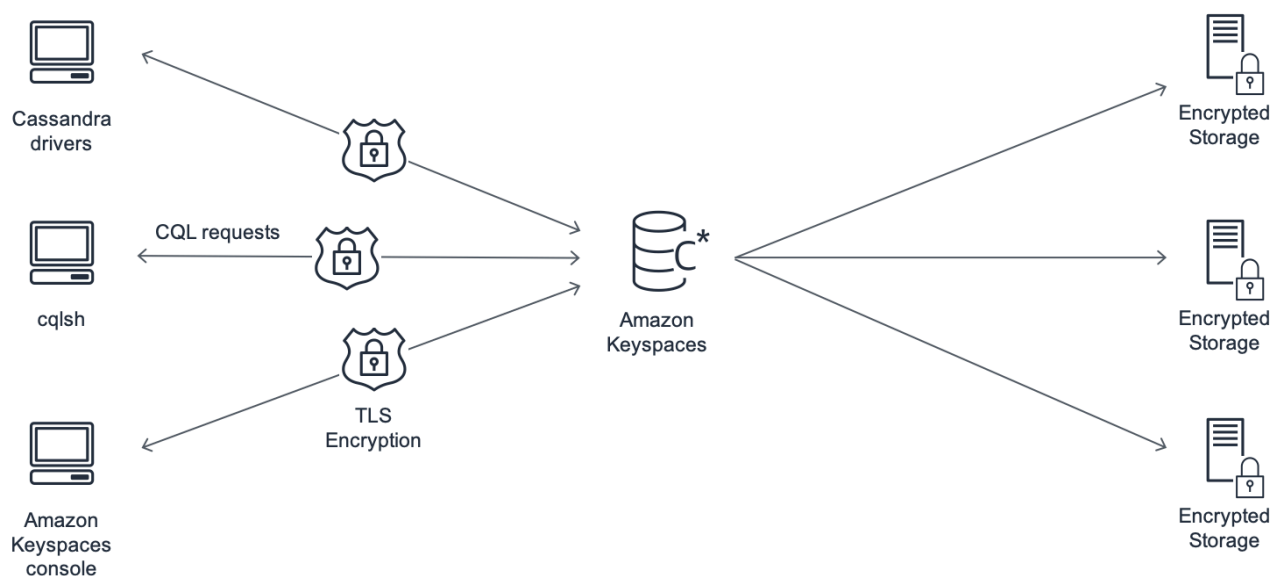 Cassandra
drivers
CQL requests
cqlsh
Amazon
Keyspaces
console
TLS
Encryption
C*
Amazon
Keyspaces
Encrypted
Storage
Encrypted
Storage
Encrypted
Storage